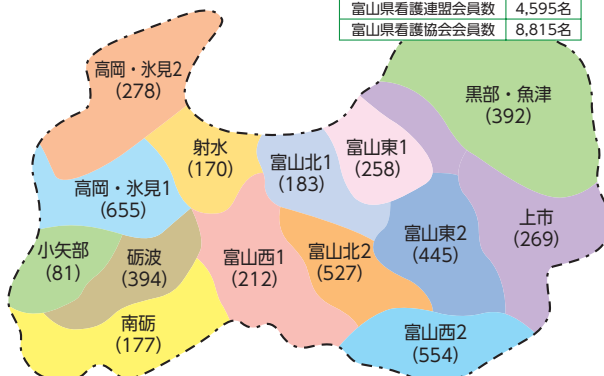 富山県看護連盟会員数 4,595名
富山県看護協会会員数 8,815名
高岡・氷見2
(278)
黒部・魚津
(392)
射水
(170)
富山北1
(183)
富山東1
(258)
高岡・氷見1
(655)
上市
(269)
小矢部
(81)
砺波
(394)
富山西1
(212)
富山北2
(527)
富山東2
(445)
南砺
(177)
富山西2
(554)